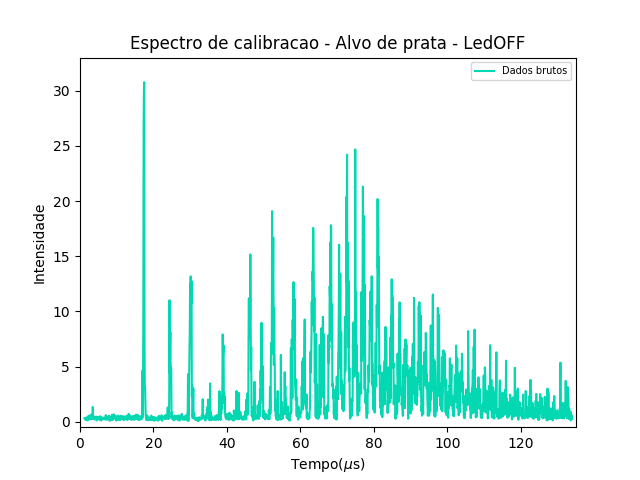 Espectro de calibracao - Alvo de prata - LedOFF
Dados brutos
Intensidade
30
25
20
15
10
5
0
0 20 40 60 80 100 120
Tempo(μs)